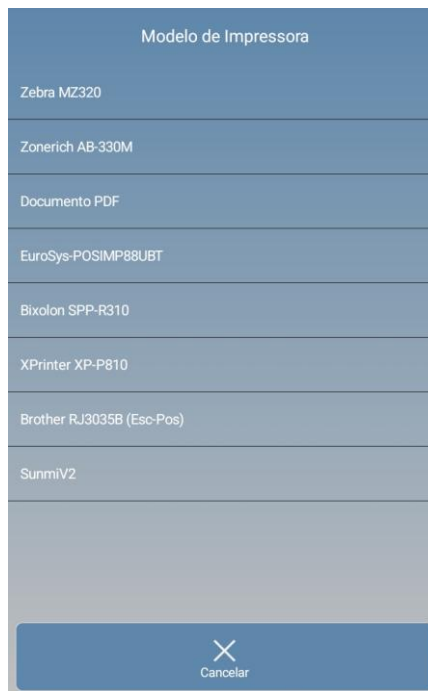 Modelo de Impressora
Zebra MZ320
Zonerich AB-330M
Documento PDF
EuroSys-POSIMP88UBT
Bixolon SPP-R310
XPrinter XP-P810
Brother RJ3035B (Esc-Pos)
SunmiV2
Cancelar